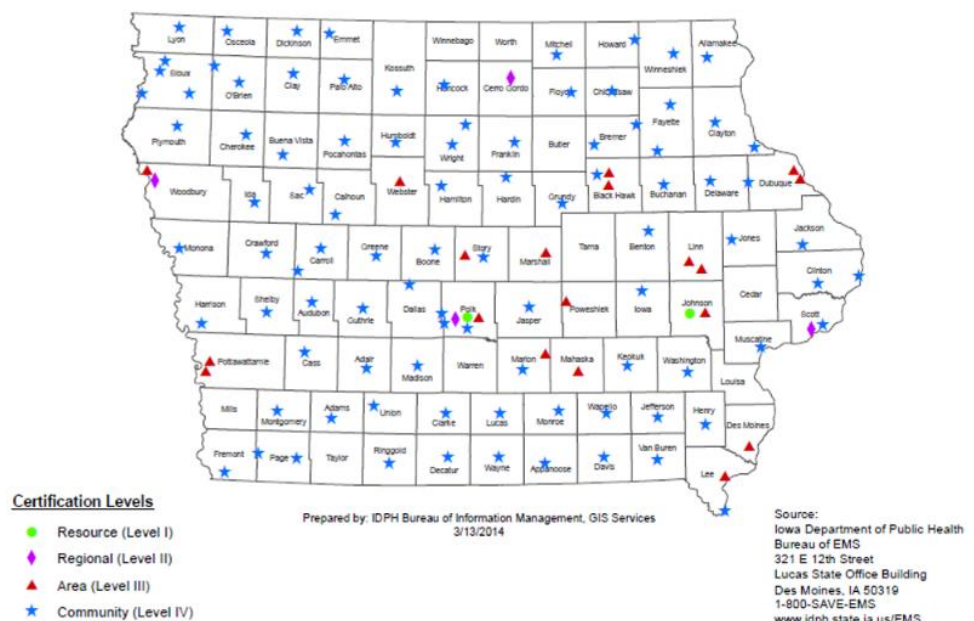 Lyon Osceola Dickinson Emmet Winnebago Worth Mitchell Howard Winneshiek Allamakee
Sioux O'Brien Clay Palo Alto Kossuth Hancock Cerro Gordo Floyd Chickasaw
Plymouth Cherokee Buena Vista Pocahontas Humboldt Wright Franklin Butler Bremer Fayette Clayton
Woodbury Ida Sac Calhoun Webster Hamilton Hardin Grundy Black Hawk Buchanan Delaware Dubuque
Monona Crawford Carroll Greene Boone Story Marshall Tama Benton Linn Jones Jackson
Clinton
Harrison Shelby Audubon Guthrie Dallas Polk Jasper Poweshiek Iowa Johnson Cedar Scott
Muscatine
Pottawattamie Cass Adair Madison Warren Marion Mahaska Keokuk Washington Louisa
Mills Montgomery Adams Union Clarke Lucas Monroe Wapello Jefferson Henry Des Moines
Fremont Page Taylor Ringgold Decatur Wayne Appanoose Davis Van Buren Lee
Certification Levels
Resource (Level I)
Regional (Level II)
Area (Level III)
Community (Level IV)
Prepared by: IDPH Bureau of Information Management, GIS Services
3/13/2014
Source:
Iowa Department of Public Health
Bureau of EMS
321 E 12th Street
Lucas State Office Building
Des Moines, IA 50319
1-800-SAVE-EMS
www.idph.state.ia.us/EMS